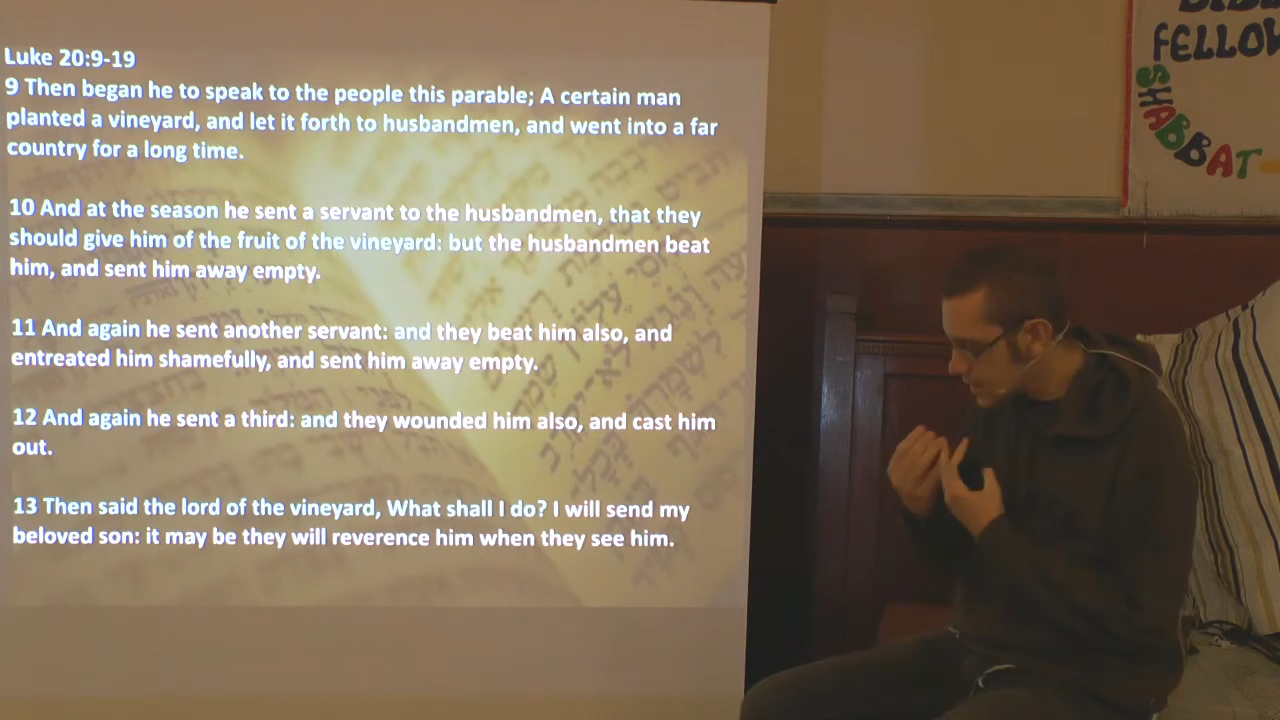 Luke 20:9-19
9 Then began he to speak to the people this parable; A certain man
planted a vineyard, and let it forth to husbandmen, and went into a far
country for a long time.
10 And at the season he sent a servant to the husbandmen, that they
should give him of the fruit of the vineyard: but the husbandmen beat
him, and sent him away empty.
11 And again he sent another servant: and they beat him also, and
entreated him shamefully, and sent him away empty.
12 And again he sent a third: and they wounded him also, and cast him
out.
13 Then said the lord of the vineyard, What shall I do? I will send my
beloved son: it may be they will reverence him when they see him.
FELLOW
SHABBAT